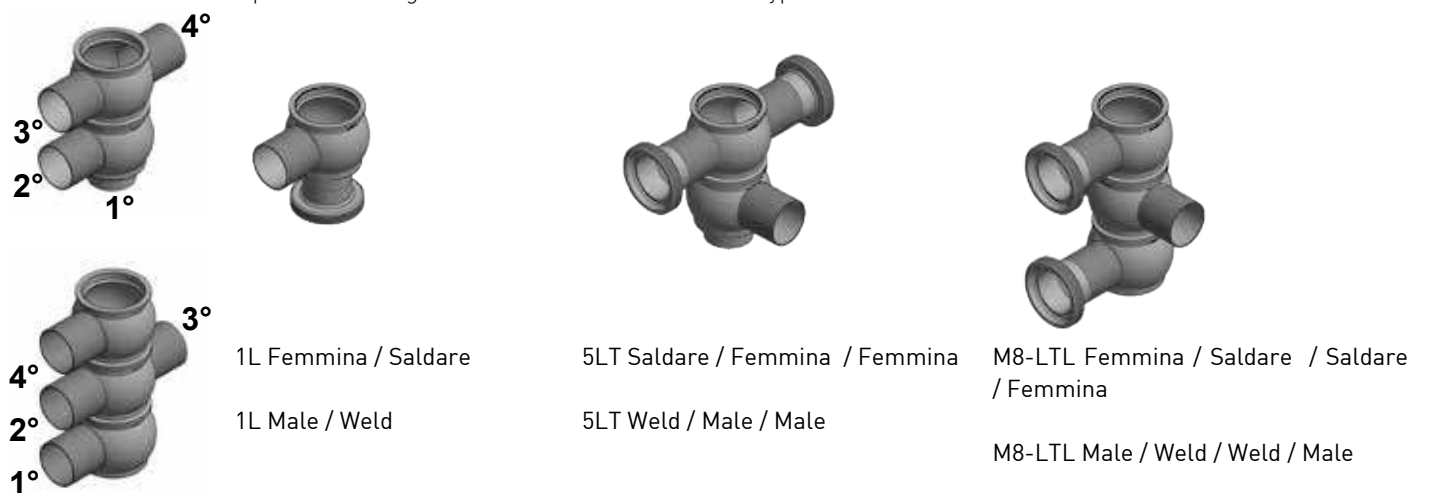 4°
3°
2°
1°
3°
4°
2°
1°
1L Femmina / Saldare
1L Male / Weld
5LT Saldare / Femmina / Femmina
5LT Weld / Male / Male
M8-LTL Femmina / Saldare / Saldare
/ Femmina
M8-LTL Male / Weld / Weld / Male